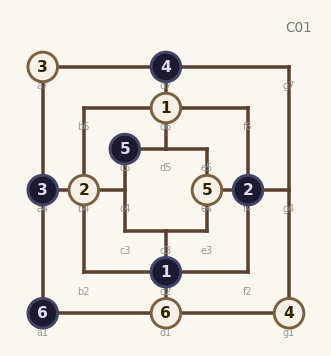 C01
3 4
a7 d7 g7
1
b6 d6 f6
5
c5 d5 e5
3 2 5 2
a4 b4 c4 e4 f4 g4
c3 d3 e3
1
b2 d2 f2
6 6 4
a1 d1 g1